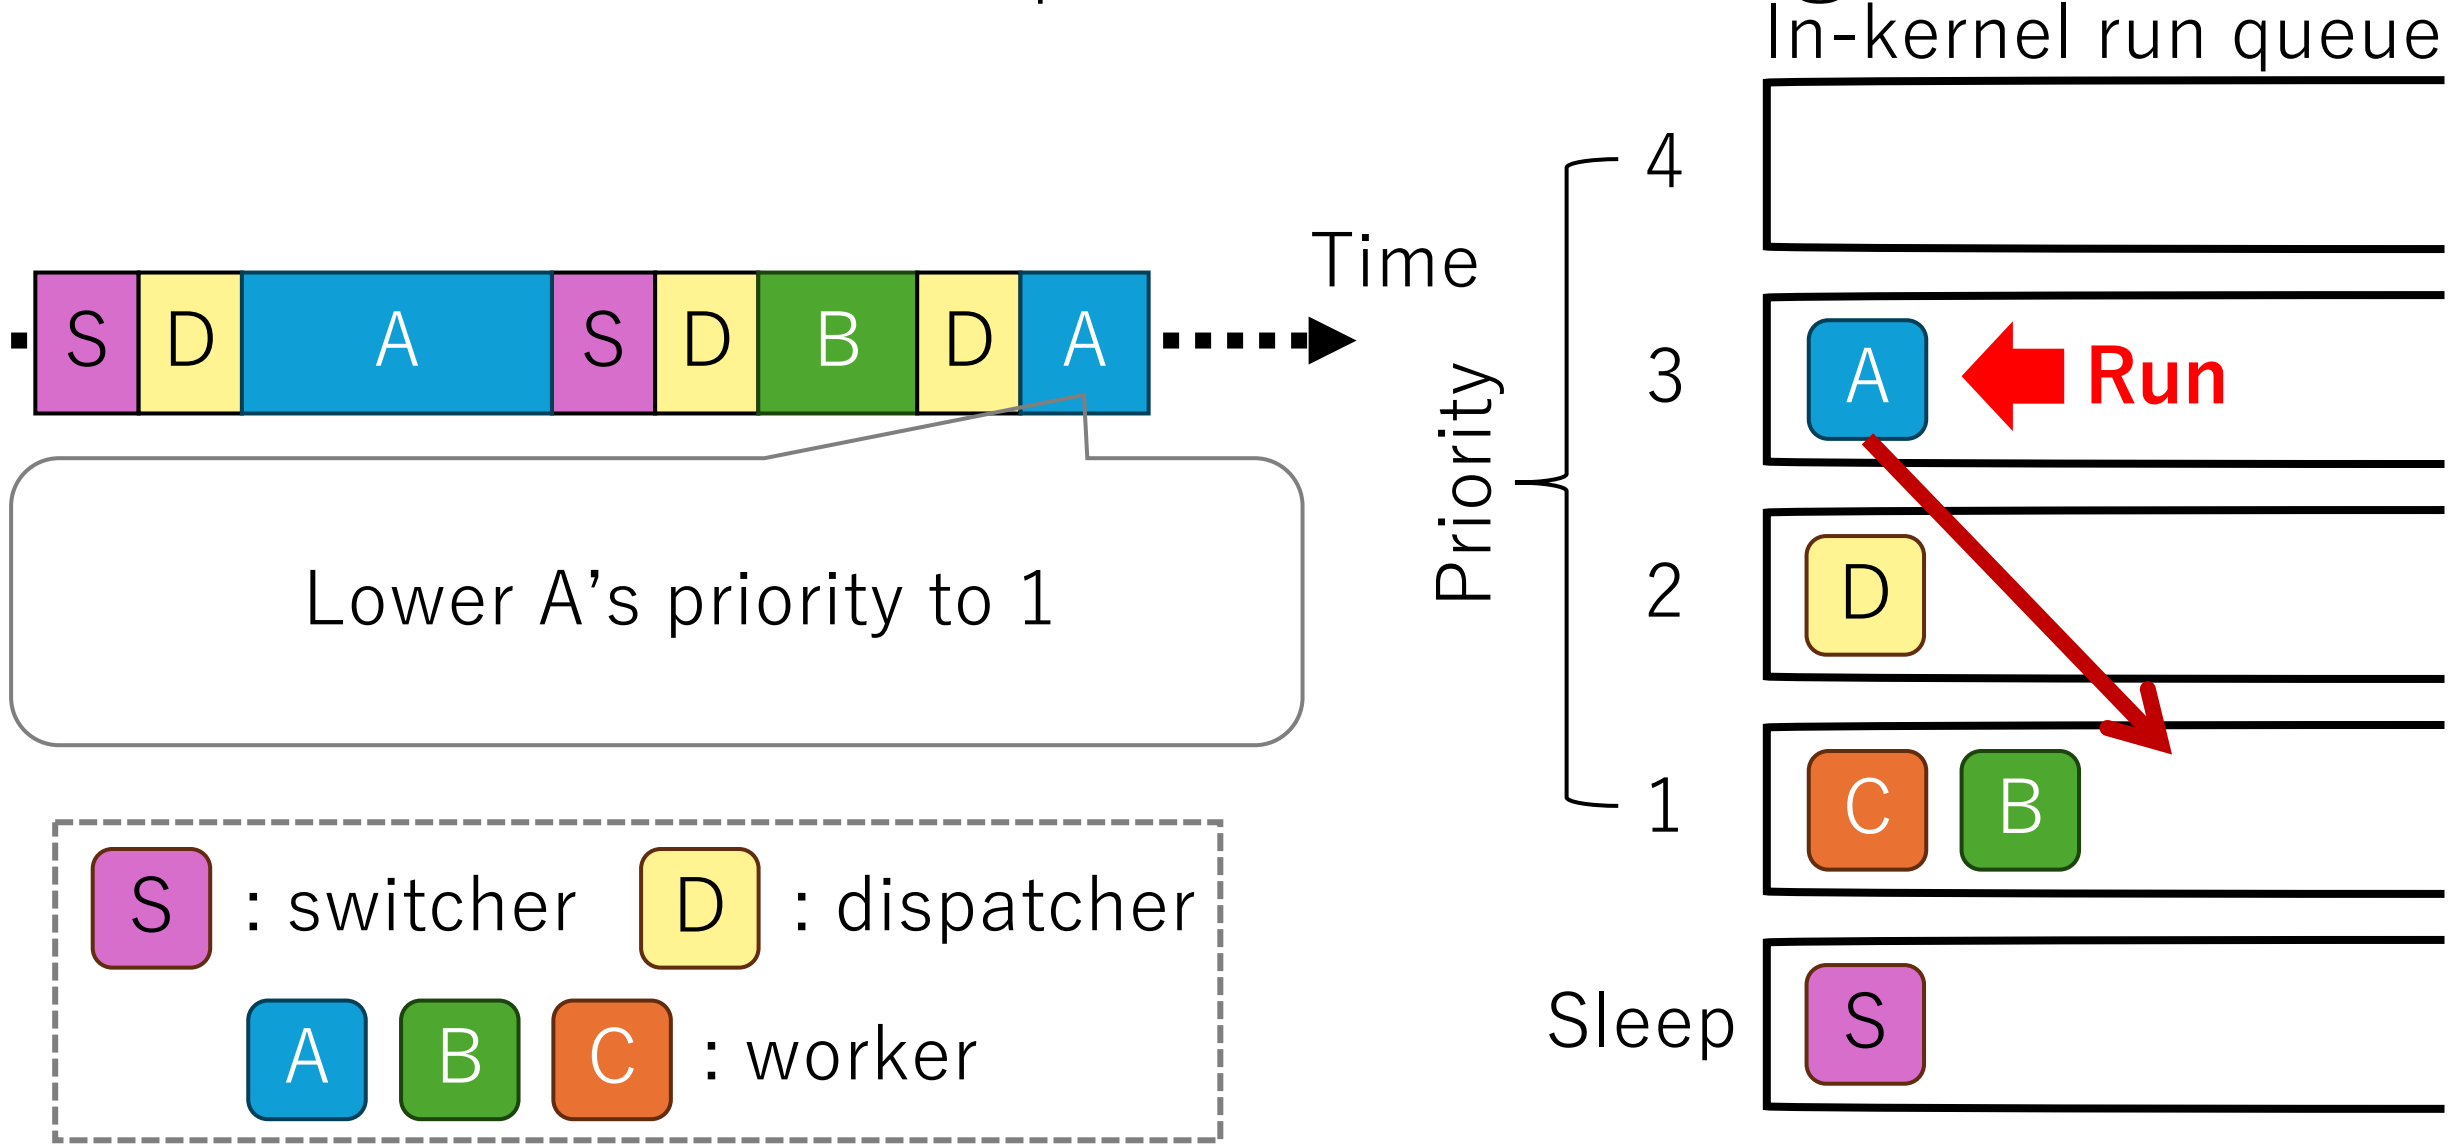 In-kernel run queue
4
Time
S D A S D B D A
A Run
3
Priority
D
2
Lower A's priority to 1
C B
1
S : switcher D : dispatcher
Sleep S
A B C : worker